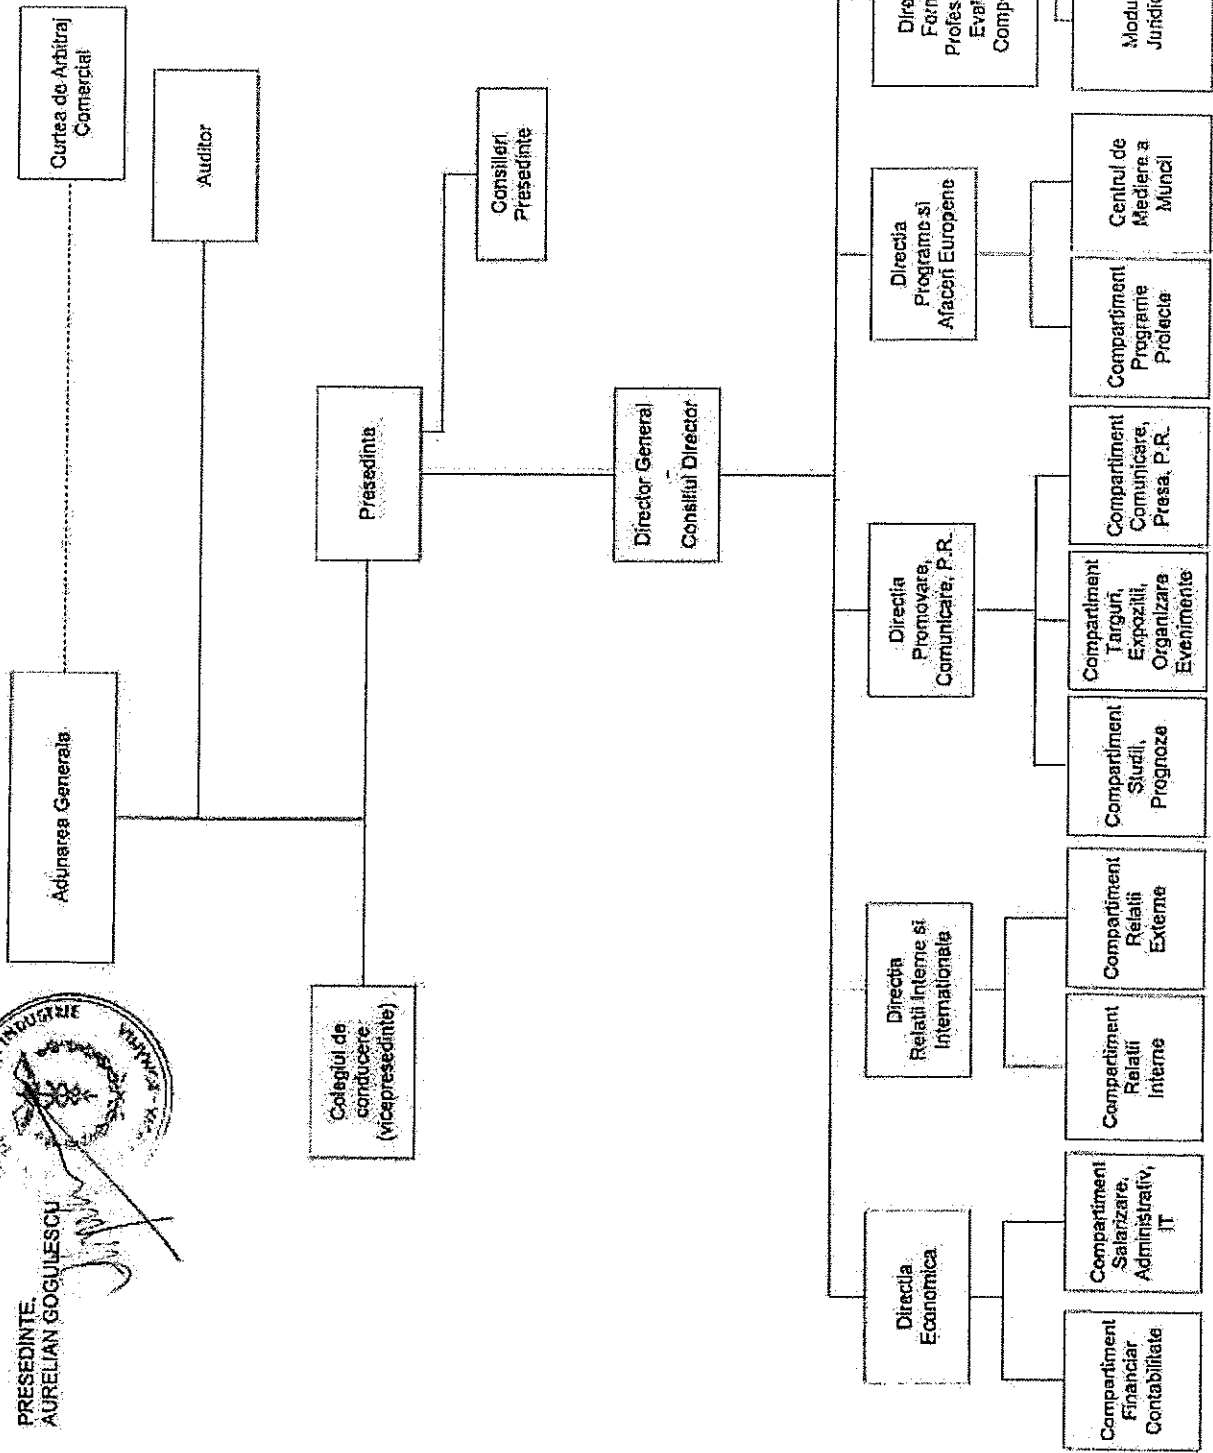 PRESEDINTE,
AURELIAN GOGULESCU
INDUSTRIE
Adunarea Generala
Curtea de Arbitraj
Comercial
Auditor
Colegiul de
conducere
(vicepresedinte)
Presedinta
Consilieri
Presedinte
Director General
–
Consiliul Director
Directia
Economica
Directia
Relatii Interne si
Internationale
Directia
Promovare,
Comunicare, P.R.
Directia
Programe si
Afaceri Europene
Compartiment
Financiar
Contabilitate
Compartiment
Salarizare,
Administrativ,
IT
Compartiment
Relatii
Interne
Compartiment
Relatii
Externe
Compartiment
Studii,
Prognoze
Compartiment
Targuri,
Expozitii,
Organizare
Evenimente
Compartiment
Comunicare,
Presa, P.R.
Compartiment
Programe
Proiecte
Centrul de
Mediere a
Muncii